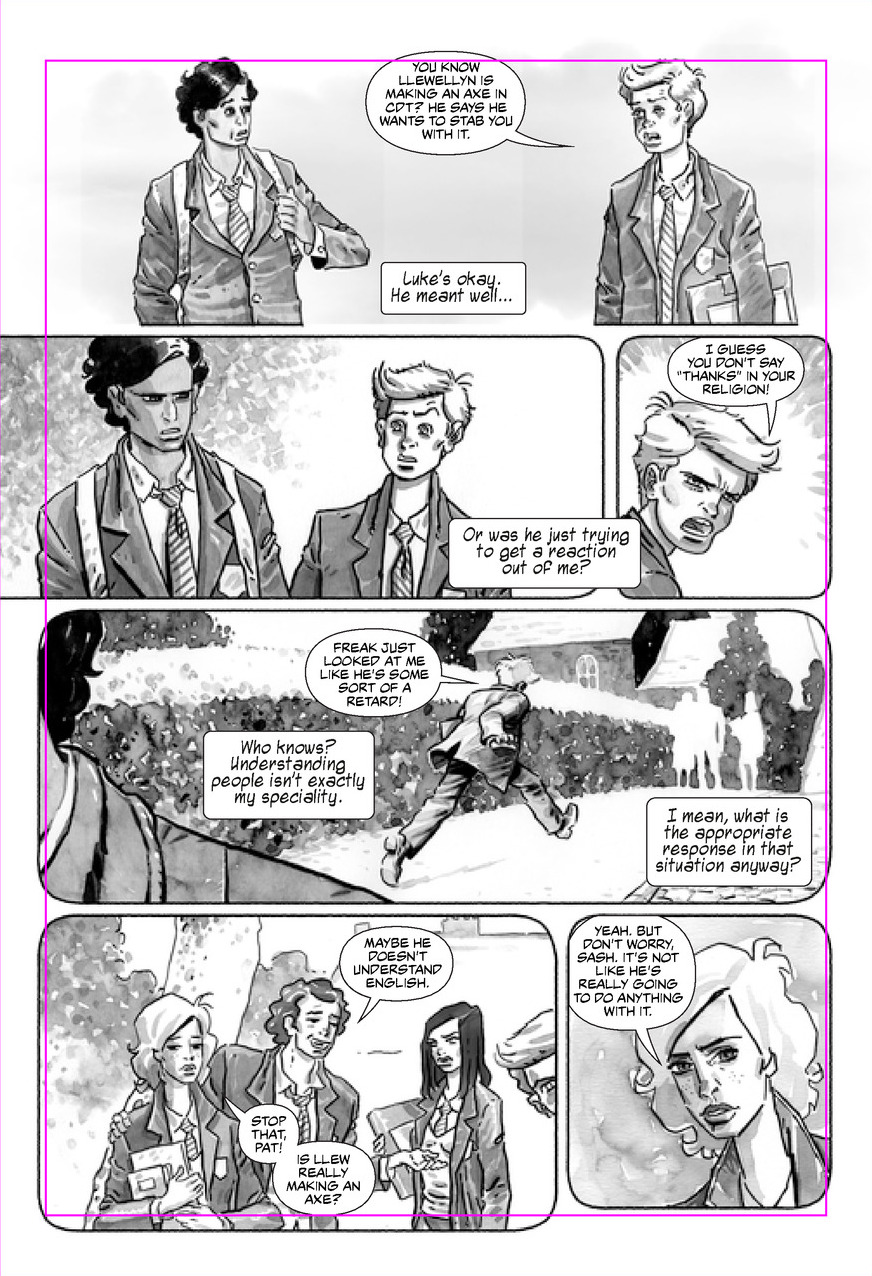 YOU KNOW
LLEWELLYN IS
MAKING AN AXE IN
CDT? HE SAYS HE
WANTS TO STAB YOU
WITH IT.
Luke's okay.
He meant well...
I GUESS
YOU DON'T SAY
"THANKS" IN YOUR
RELIGION!
Or was he just trying
to get a reaction
out of me?
FREAK JUST
LOOKED AT ME
LIKE HE'S SOME
SORT OF A
RETARD!
Who knows?
Understanding
people isn't exactly
my speciality.
I mean, what is
the appropriate
response in that
situation anyway?
MAYBE HE
DOESN'T
UNDERSTAND
ENGLISH.
STOP
THAT,
PAT!
IS LLEW
REALLY
MAKING AN
AXE?
YEAH. BUT
DON'T WORRY,
SASH. IT'S NOT
LIKE HE'S
REALLY GOING
TO DO ANYTHING
WITH IT.